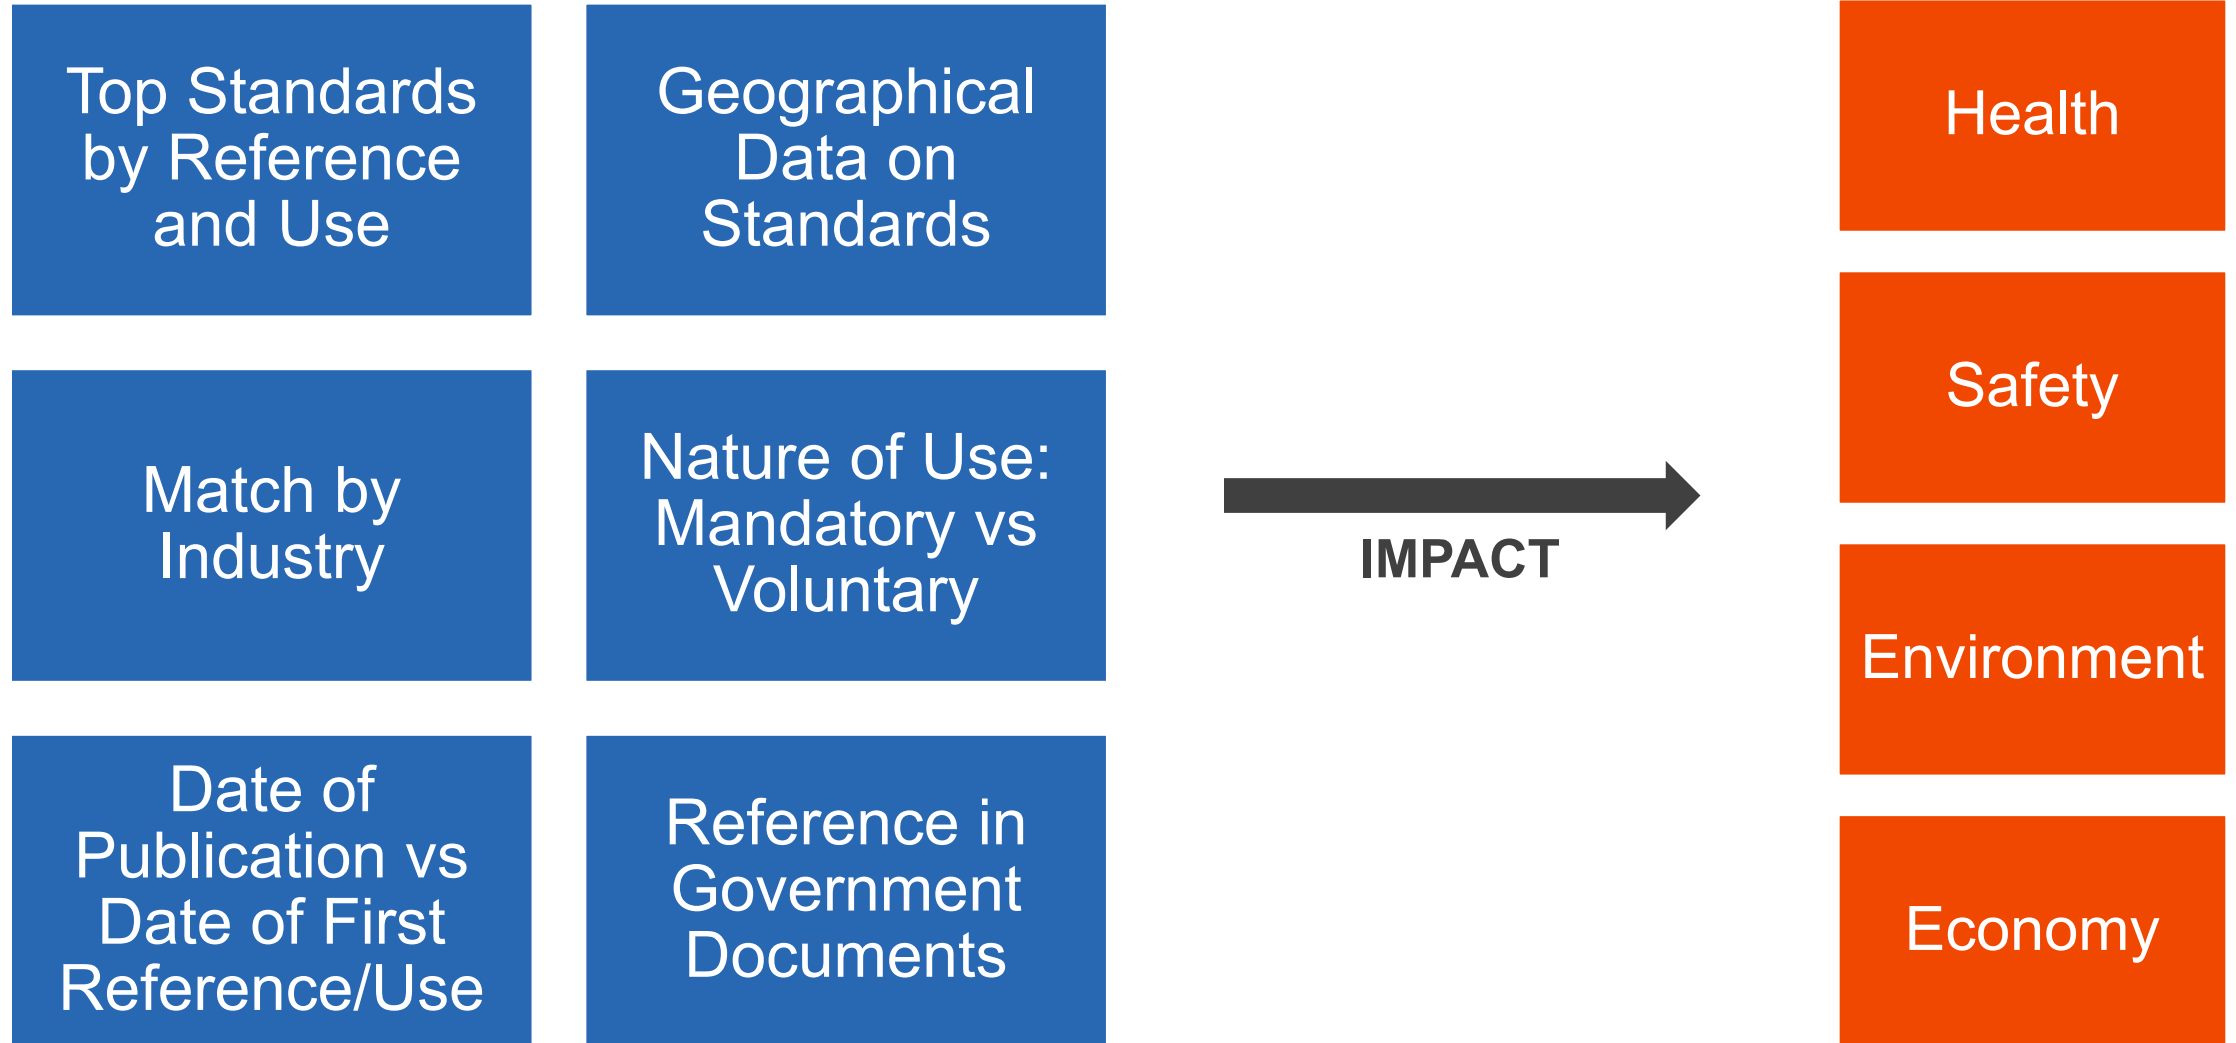 Top Standards
by Reference
and Use
Geographical
Data on
Standards
Match by
Industry
Nature of Use:
Mandatory vs
Voluntary
Date of
Publication vs
Date of First
Reference/Use
Reference in
Government
Documents
IMPACT
Health
Safety
Environment
Economy